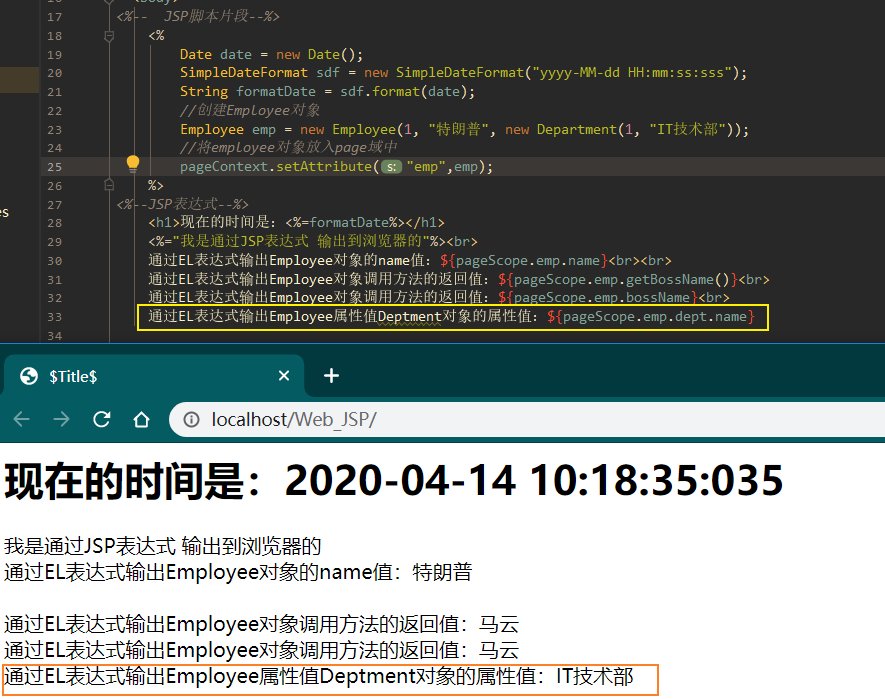 16 <body>
17 <%-- JSP脚本片段--%>
18 <%
19 Date date = new Date();
20 SimpleDateFormat sdf = new SimpleDateFormat("yyyy-MM-dd HH:mm:ss:sss");
21 String formatDate = sdf.format(date);
22 //创建Employee对象
23 Employee emp = new Employee(1, "特朗普", new Department(1, "IT技术部"));
24 //将employee对象放入page域中
25 pageContext.setAttribute( s: "emp",emp);
26 %>
27 <%--JSP表达式--%>
28 <h1>现在的时间是：<%=formatDate%></h1>
29 <%="我是通过JSP表达式 输出到浏览器的"%><br>
30 通过EL表达式输出Employee对象的name值：${pageScope.emp.name}<br><br>
31 通过EL表达式输出Employee对象调用方法的返回值：${pageScope.emp.getBossName()}<br>
32 通过EL表达式输出Employee对象调用方法的返回值：${pageScope.emp.bossName}<br>
33 通过EL表达式输出Employee属性值Deptment对象的属性值：${pageScope.emp.dept.name}
34
es
$Title$
localhost/Web_JSP/
现在的时间是：2020-04-14 10:18:35:035
我是通过JSP表达式 输出到浏览器的
通过EL表达式输出Employee对象的name值：特朗普
通过EL表达式输出Employee对象调用方法的返回值：马云
通过EL表达式输出Employee对象调用方法的返回值：马云
通过EL表达式输出Employee属性值Deptment对象的属性值：IT技术部